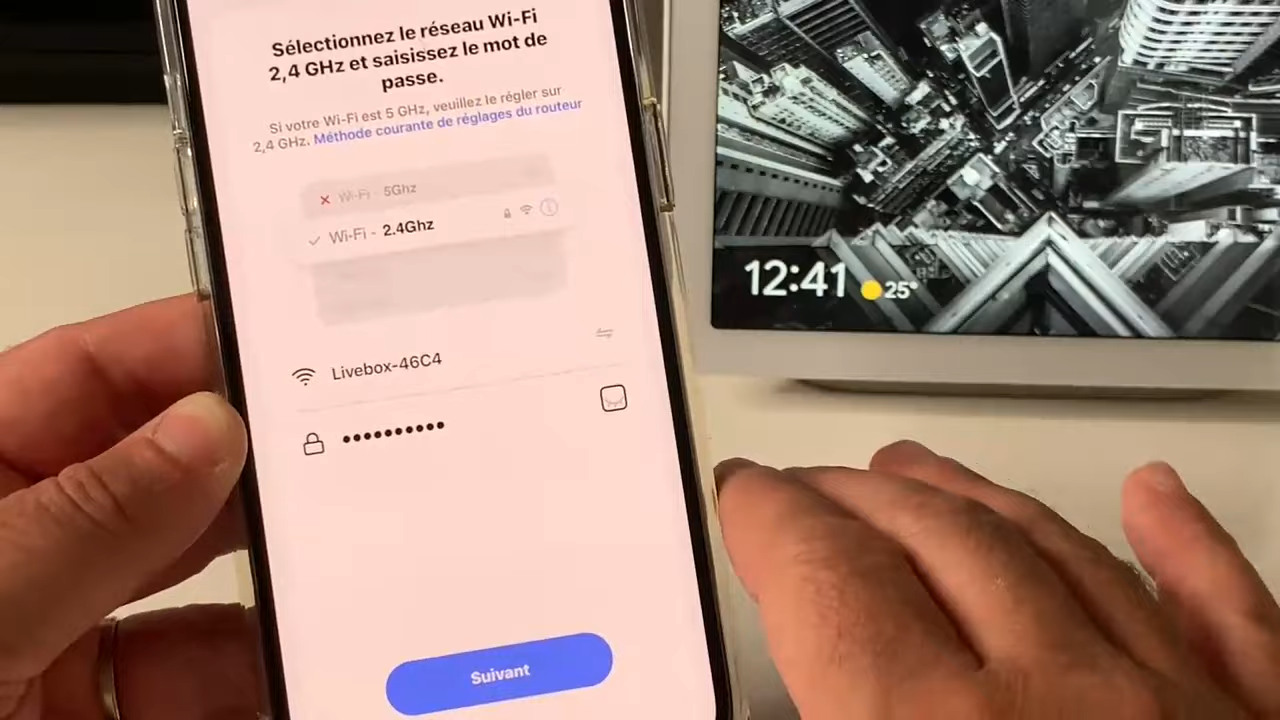 Sélectionnez le réseau Wi-Fi
2,4 GHz et saisissez le mot de
passe.
Si votre Wi-Fi est 5 GHz, veuillez le régler sur
2,4 GHz. Méthode courante de réglages du routeur
Wi-Fi - 5Ghz
Wi-Fi - 2.4Ghz
Livebox-46C4
••••••••••
Suivant
12:41 25°